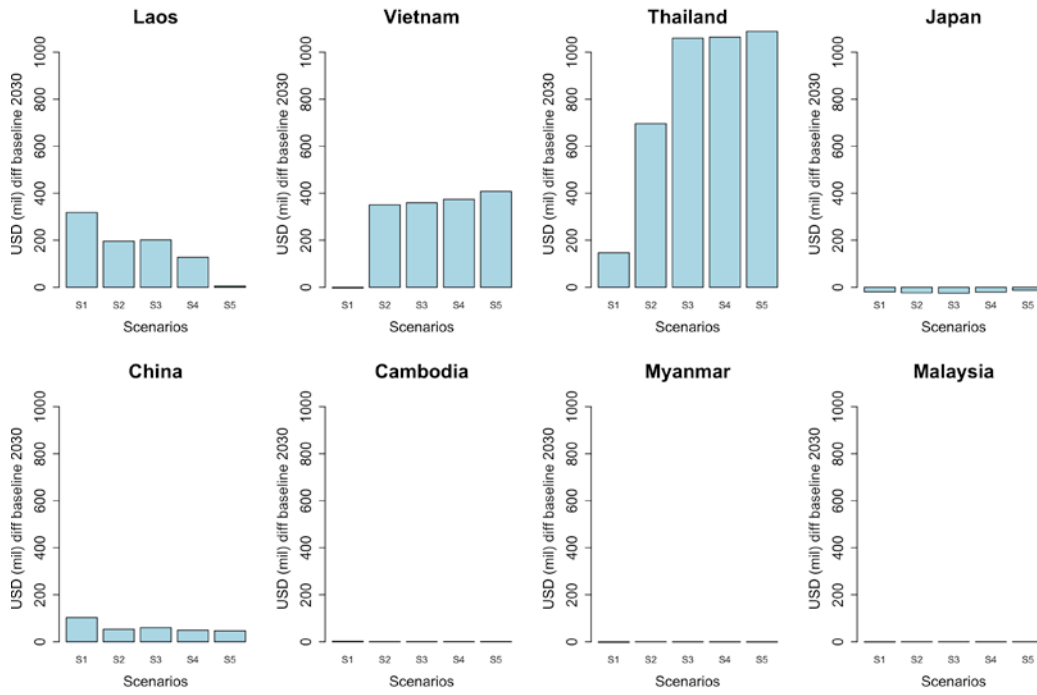 Laos
Vietnam
Thailand
Japan
USD (mil) diff baseline 2030
0 200 400 600 800 1000
S1 S2 S3 S4 S5
Scenarios
USD (mil) diff baseline 2030
0 200 400 600 800 1000
S1 S2 S3 S4 S5
Scenarios
USD (mil) diff baseline 2030
0 200 400 600 800 1000
S1 S2 S3 S4 S5
Scenarios
USD (mil) diff baseline 2030
0 200 400 600 800 1000
S1 S2 S3 S4 S5
Scenarios
China
Cambodia
Myanmar
Malaysia
USD (mil) diff baseline 2030
0 200 400 600 800 1000
S1 S2 S3 S4 S5
Scenarios
USD (mil) diff baseline 2030
0 200 400 600 800 1000
S1 S2 S3 S4 S5
Scenarios
USD (mil) diff baseline 2030
0 200 400 600 800 1000
S1 S2 S3 S4 S5
Scenarios
USD (mil) diff baseline 2030
0 200 400 600 800 1000
S1 S2 S3 S4 S5
Scenarios